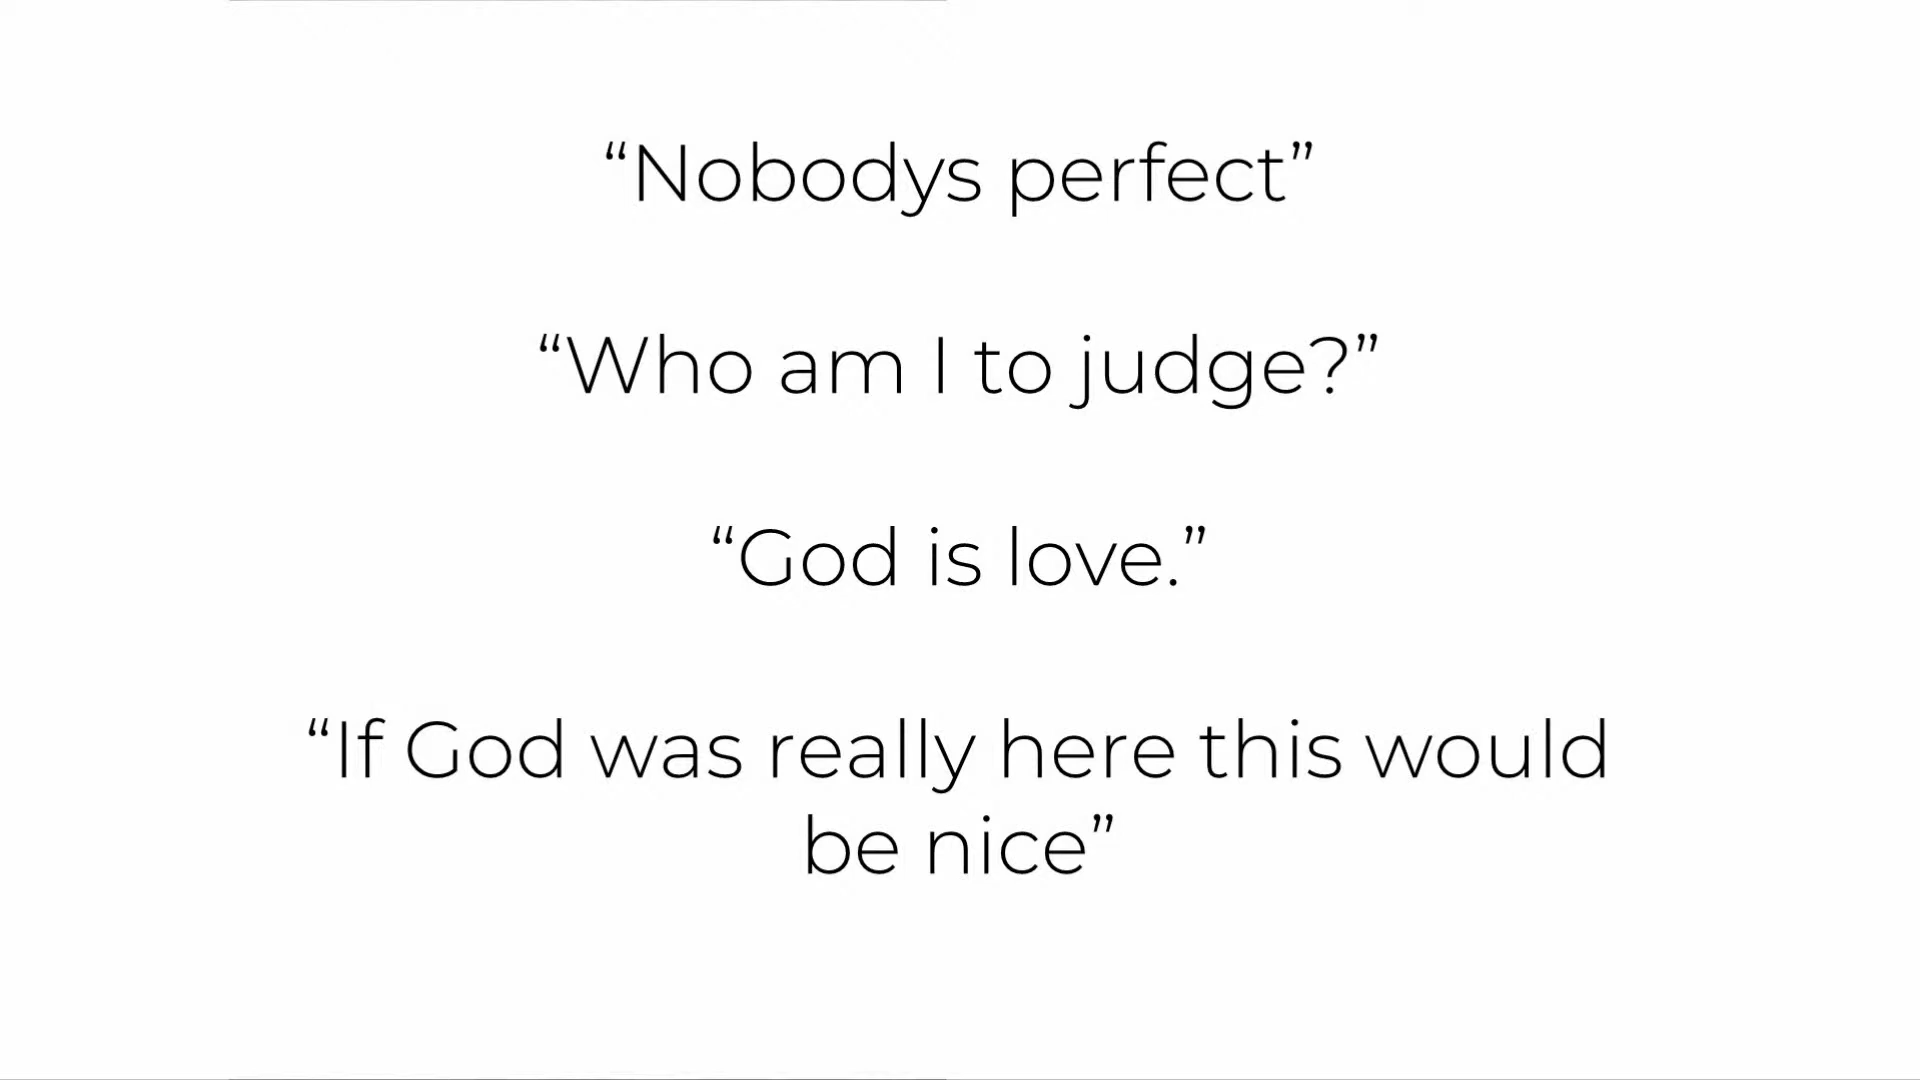 “Nobodys perfect”
“Who am I to judge?”
“God is love.”
“If God was really here this would
be nice”